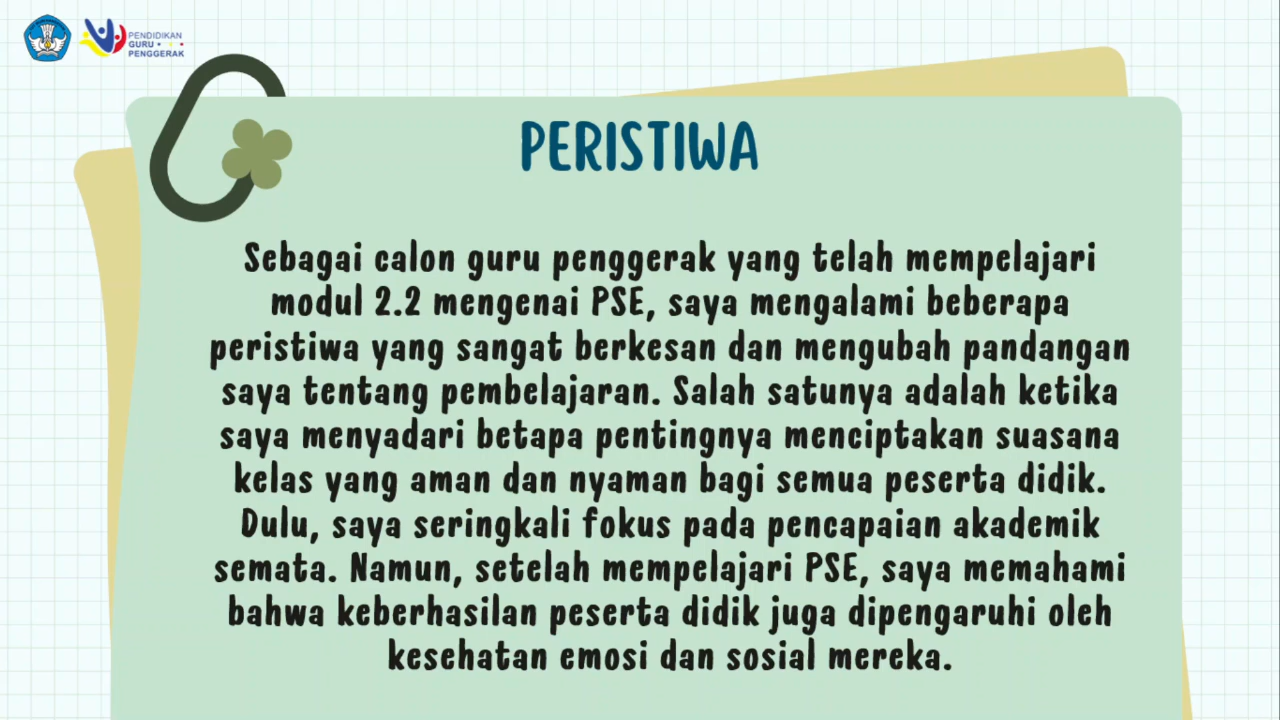 PENDIDIKAN
GURU
PENGGERAK
PERISTIWA
Sebagai calon guru penggerak yang telah mempelajari
modul 2.2 mengenai PSE, saya mengalami beberapa
peristiwa yang sangat berkesan dan mengubah pandangan
saya tentang pembelajaran. Salah satunya adalah ketika
saya menyadari betapa pentingnya menciptakan suasana
kelas yang aman dan nyaman bagi semua peserta didik.
Dulu, saya seringkali fokus pada pencapaian akademik
semata. Namun, setelah mempelajari PSE, saya memahami
bahwa keberhasilan peserta didik juga dipengaruhi oleh
kesehatan emosi dan sosial mereka.